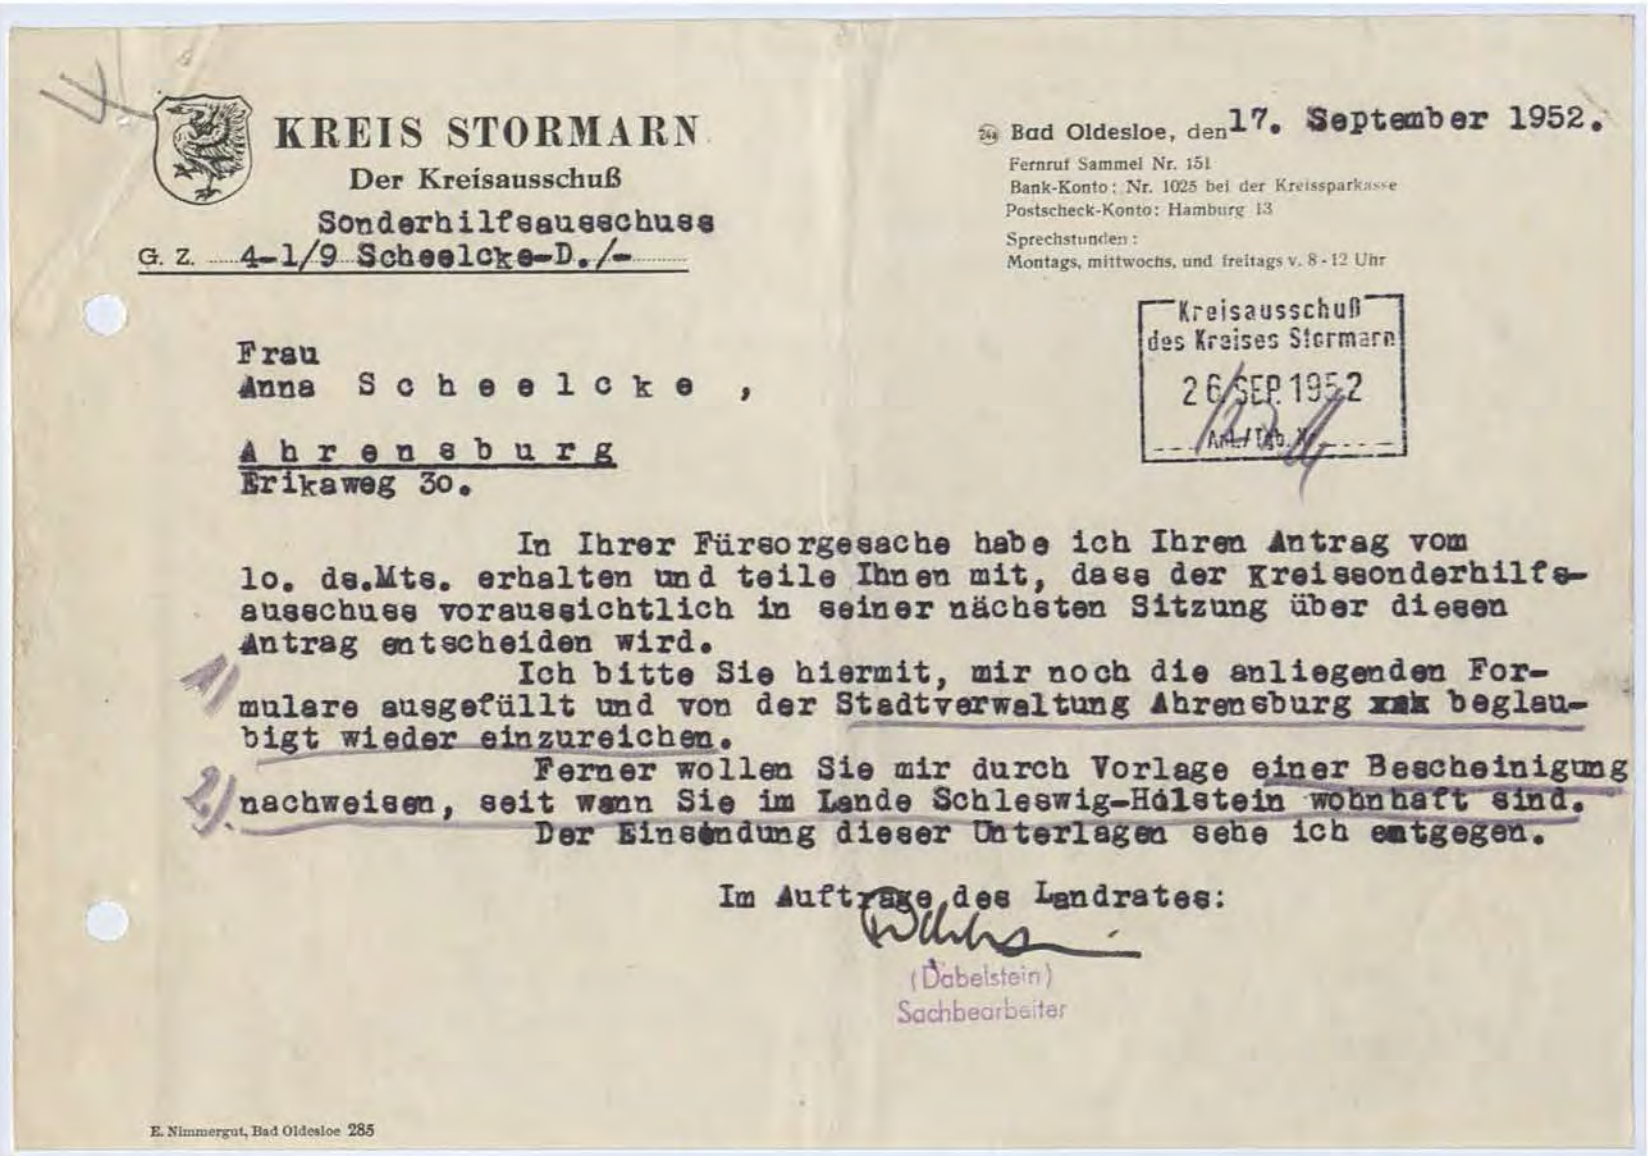 KREIS STORMARN
Der Kreisausschuß
Sonderhilfsausschuss
G. Z. 4-1/9 Scheelcke-D./-
24a Bad Oldesloe, den 17. September 1952.
Fernruf Sammel Nr. 151
Bank-Konto: Nr. 1025 bei der Kreissparkasse
Postscheck-Konto: Hamburg 13
Sprechstunden:
Montags, mittwochs, und freitags v. 8-12 Uhr
Kreisausschuß
des Kreises Stormarn
26. SEP. 1952
Frau
Anna Scheelcke,
Ahrensburg
Erikaweg 3o.
In Ihrer Fürsorgesache habe ich Ihren Antrag vom
lo. ds.Mts. erhalten und teile Ihnen mit, dass der Kreissonderhilfs-
ausschuss voraussichtlich in seiner nächsten Sitzung über diesen
Antrag entscheiden wird.
1) Ich bitte Sie hiermit, mir noch die anliegenden For-
mulare ausgefüllt und von der Stadtverwaltung Ahrensburg xxx beglau-
bigt wieder einzureichen.
2). Ferner wollen Sie mir durch Vorlage einer Bescheinigung
nachweisen, seit wann Sie im Lande Schleswig-Holstein wohnhaft sind.
Der Einsendung dieser Unterlagen sehe ich entgegen.
Im Auftrage des Landrates:
(Dabelstein)
Sachbearbeiter
E. Nimmergut, Bad Oldesloe 285